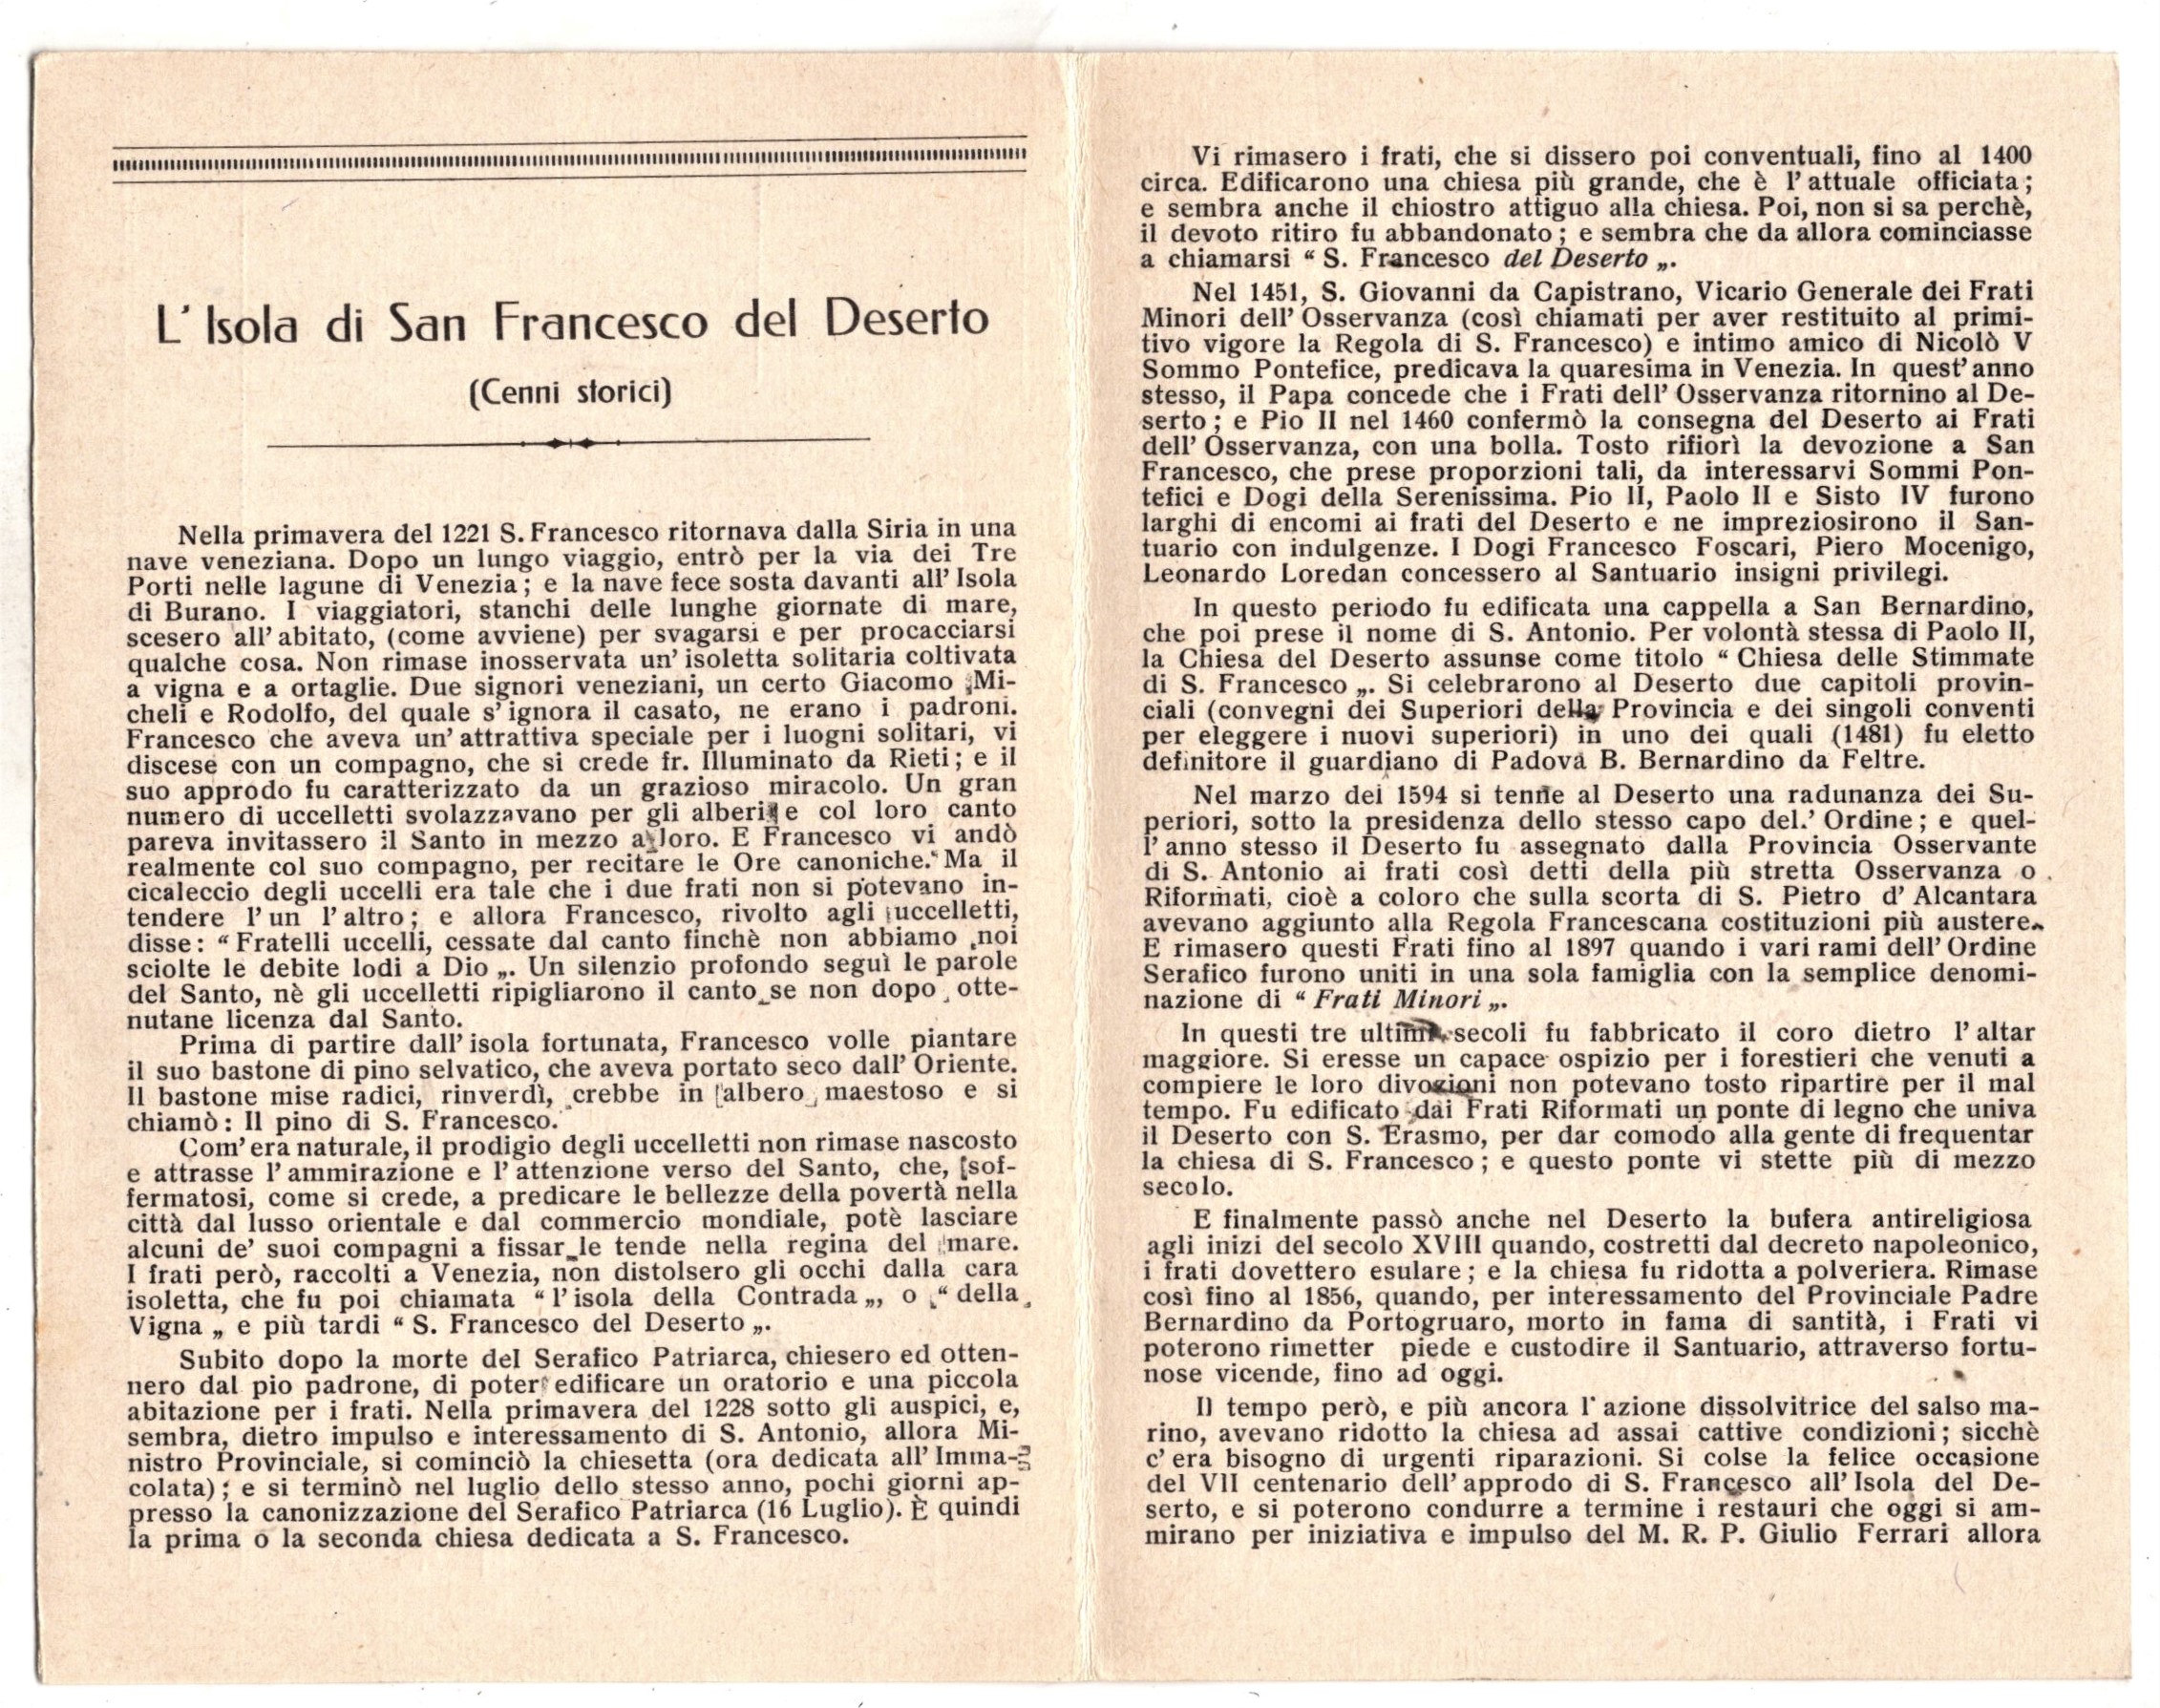 L' Isola di San Francesco del Deserto
(Cenni storici)
Nella primavera del 1221 S. Francesco ritornava dalla Siria in una
nave veneziana. Dopo un lungo viaggio, entrò per la via dei Tre
Porti nelle lagune di Venezia ; e la nave fece sosta davanti all' Isola
di Burano. I viaggiatori, stanchi delle lunghe giornate di mare,
scesero all' abitato, (come avviene) per svagarsi e per procacciarsi
qualche cosa. Non rimase inosservata un' isoletta solitaria coltivata
a vigna e a ortaglie. Due signori veneziani, un certo Giacomo Mi-
cheli e Rodolfo, del quale s' ignora il casato, ne erano i padroni.
Francesco che aveva un' attrattiva speciale per i luogni solitari, vi
discese con un compagno, che si crede fr. Illuminato da Rieti ; e il
suo approdo fu caratterizzato da un grazioso miracolo. Un gran
numero di uccelletti svolazzavano per gli alberi e col loro canto
pareva invitassero il Santo in mezzo a loro. E Francesco vi andò
realmente col suo compagno, per recitare le Ore canoniche. Ma il
cicaleccio degli uccelli era tale che i due frati non si potevano in-
tendere l' un l' altro ; e allora Francesco, rivolto agli uccelletti,
disse : “ Fratelli uccelli, cessate dal canto finchè non abbiamo noi
sciolte le debite lodi a Dio „. Un silenzio profondo seguì le parole
del Santo, nè gli uccelletti ripigliarono il canto se non dopo otte-
nutane licenza dal Santo.
Prima di partire dall' isola fortunata, Francesco volle piantare
il suo bastone di pino selvatico, che aveva portato seco dall' Oriente.
Il bastone mise radici, rinverdì, crebbe in albero maestoso e si
chiamò : Il pino di S. Francesco.
Com' era naturale, il prodigio degli uccelletti non rimase nascosto
e attrasse l' ammirazione e l' attenzione verso del Santo, che, sof-
fermatosi, come si crede, a predicare le bellezze della povertà nella
città dal lusso orientale e dal commercio mondiale, potè lasciare
alcuni de' suoi compagni a fissar le tende nella regina del mare.
I frati però, raccolti a Venezia, non distolsero gli occhi dalla cara
isoletta, che fu poi chiamata “ l' isola della Contrada „, o “ della
Vigna „ e più tardi “ S. Francesco del Deserto „.
Subito dopo la morte del Serafico Patriarca, chiesero ed otten-
nero dal pio padrone, di poter edificare un oratorio e una piccola
abitazione per i frati. Nella primavera del 1228 sotto gli auspici, e,
sembra, dietro impulso e interessamento di S. Antonio, allora Mi-
nistro Provinciale, si cominciò la chiesetta (ora dedicata all' Imma-
colata) ; e si terminò nel luglio dello stesso anno, pochi giorni ap-
presso la canonizzazione del Serafico Patriarca (16 Luglio). È quindi
la prima o la seconda chiesa dedicata a S. Francesco.
Vi rimasero i frati, che si dissero poi conventuali, fino al 1400
circa. Edificarono una chiesa più grande, che è l' attuale officiata ;
e sembra anche il chiostro attiguo alla chiesa. Poi, non si sa perchè,
il devoto ritiro fu abbandonato ; e sembra che da allora cominciasse
a chiamarsi “ S. Francesco del Deserto „.
Nel 1451, S. Giovanni da Capistrano, Vicario Generale dei Frati
Minori dell' Osservanza (così chiamati per aver restituito al primi-
tivo vigore la Regola di S. Francesco) e intimo amico di Nicolò V
Sommo Pontefice, predicava la quaresima in Venezia. In quest' anno
stesso, il Papa concede che i Frati dell' Osservanza ritornino al De-
serto ; e Pio II nel 1460 confermò la consegna del Deserto ai Frati
dell' Osservanza, con una bolla. Tosto rifiorì la devozione a San
Francesco, che prese proporzioni tali, da interessarvi Sommi Pon-
tefici e Dogi della Serenissima. Pio II, Paolo II e Sisto IV furono
larghi di encomi ai frati del Deserto e ne impreziosirono il San-
tuario con indulgenze. I Dogi Francesco Foscari, Piero Mocenigo,
Leonardo Loredan concessero al Santuario insigni privilegi.
In questo periodo fu edificata una cappella a San Bernardino,
che poi prese il nome di S. Antonio. Per volontà stessa di Paolo II,
la Chiesa del Deserto assunse come titolo “ Chiesa delle Stimmate
di S. Francesco „. Si celebrarono al Deserto due capitoli provin-
ciali (convegni dei Superiori della Provincia e dei singoli conventi
per eleggere i nuovi superiori) in uno dei quali (1481) fu eletto
definitore il guardiano di Padova B. Bernardino da Feltre.
Nel marzo dei 1594 si tenne al Deserto una radunanza dei Su-
periori, sotto la presidenza dello stesso capo del.' Ordine ; e quel-
l' anno stesso il Deserto fu assegnato dalla Provincia Osservante
di S. Antonio ai frati così detti della più stretta Osservanza o
Riformati, cioè a coloro che sulla scorta di S. Pietro d' Alcantara
avevano aggiunto alla Regola Francescana costituzioni più austere.
E rimasero questi Frati fino al 1897 quando i vari rami dell' Ordine
Serafico furono uniti in una sola famiglia con la semplice denomi-
nazione di “ Frati Minori „.
In questi tre ultimi secoli fu fabbricato il coro dietro l' altar
maggiore. Si eresse un capace ospizio per i forestieri che venuti a
compiere le loro divozioni non potevano tosto ripartire per il mal
tempo. Fu edificato dai Frati Riformati un ponte di legno che univa
il Deserto con S. Erasmo, per dar comodo alla gente di frequentar
la chiesa di S. Francesco ; e questo ponte vi stette più di mezzo
secolo.
E finalmente passò anche nel Deserto la bufera antireligiosa
agli inizi del secolo XVIII quando, costretti dal decreto napoleonico,
i frati dovettero esulare ; e la chiesa fu ridotta a polveriera. Rimase
così fino al 1856, quando, per interessamento del Provinciale Padre
Bernardino da Portogruaro, morto in fama di santità, i Frati vi
poterono rimetter piede e custodire il Santuario, attraverso fortu-
nose vicende, fino ad oggi.
Il tempo però, e più ancora l' azione dissolvitrice del salso ma-
rino, avevano ridotto la chiesa ad assai cattive condizioni ; sicchè
c' era bisogno di urgenti riparazioni. Si colse la felice occasione
del VII centenario dell' approdo di S. Francesco all' Isola del De-
serto, e si poterono condurre a termine i restauri che oggi si am-
mirano per iniziativa e impulso del M. R. P. Giulio Ferrari allora